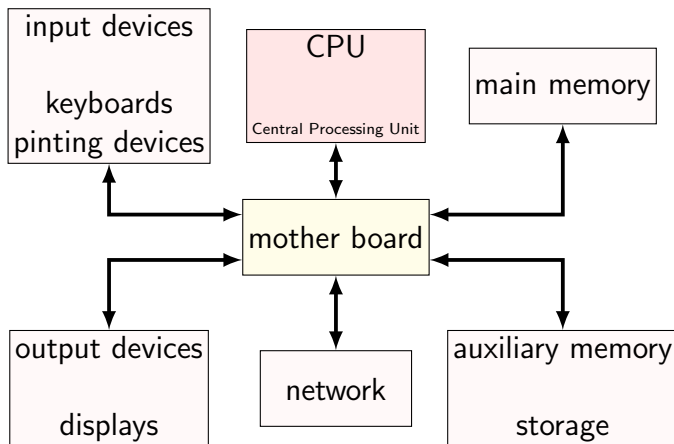 input devices
keyboards
pinting devices
CPU
Central Processing Unit
main memory
mother board
output devices
displays
network
auxiliary memory
storage